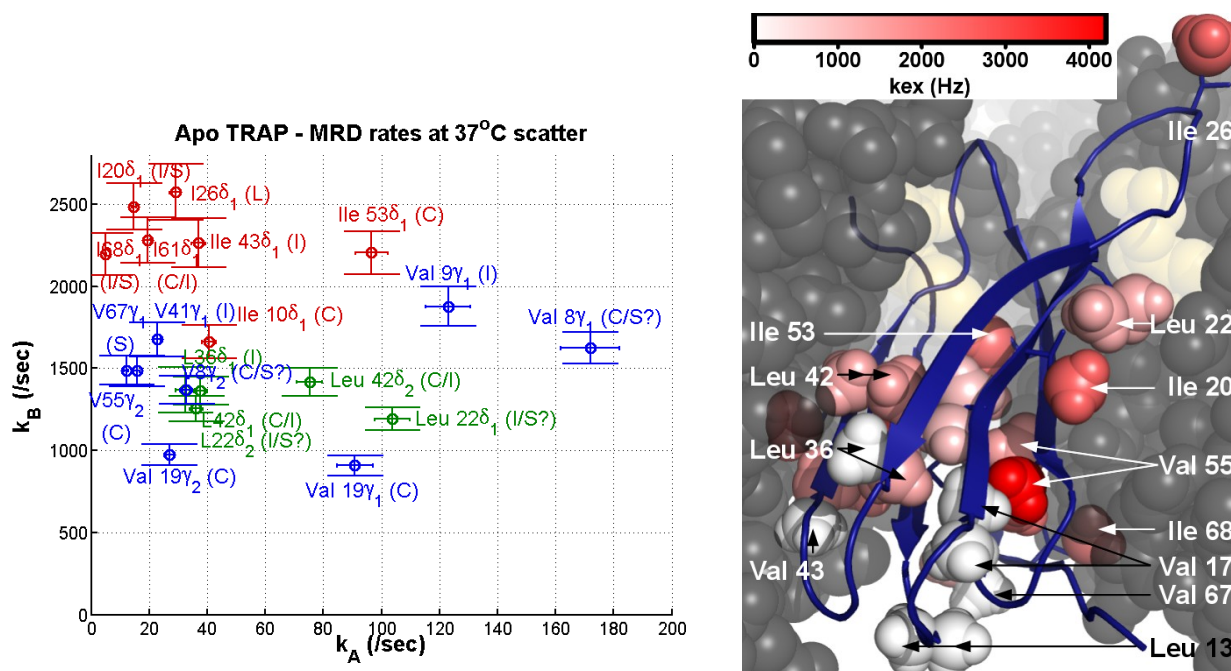 Apo TRAP - MRD rates at 37°C scatter
k_B (/sec)
2500
2000
1500
1000
500
0
0 20 40 60 80 100 120 140 160 180 200
k_A (/sec)
I20δ₁ (I/S)
I26δ₁ (L)
Ile 53δ₁ (C)
I68δ₁ I61δ₁ Ile 43δ₁ (I)
(I/S) (C/I)
Val 9γ₁ (I)
V67γ₁ V41γ₁ (I) Ile 10δ₁ (C)
Val 8γ₁ (C/S?)
(S)
L36δ₁ (I)
V8γ₂ (C/S?)
Leu 42δ₂ (C/I)
V55γ₂
L42δ₁ (C/I)
Leu 22δ₁ (I/S?)
(C)
L22δ₂ (I/S?)
Val 19γ₂ (C)
Val 19γ₁ (C)
0 1000 2000 3000 4000
kex (Hz)
Ile 26
Ile 53
Leu 22
Leu 42
Ile 20
Leu 36
Val 55
Ile 68
Val 43
Val 17
Val 67
Leu 13